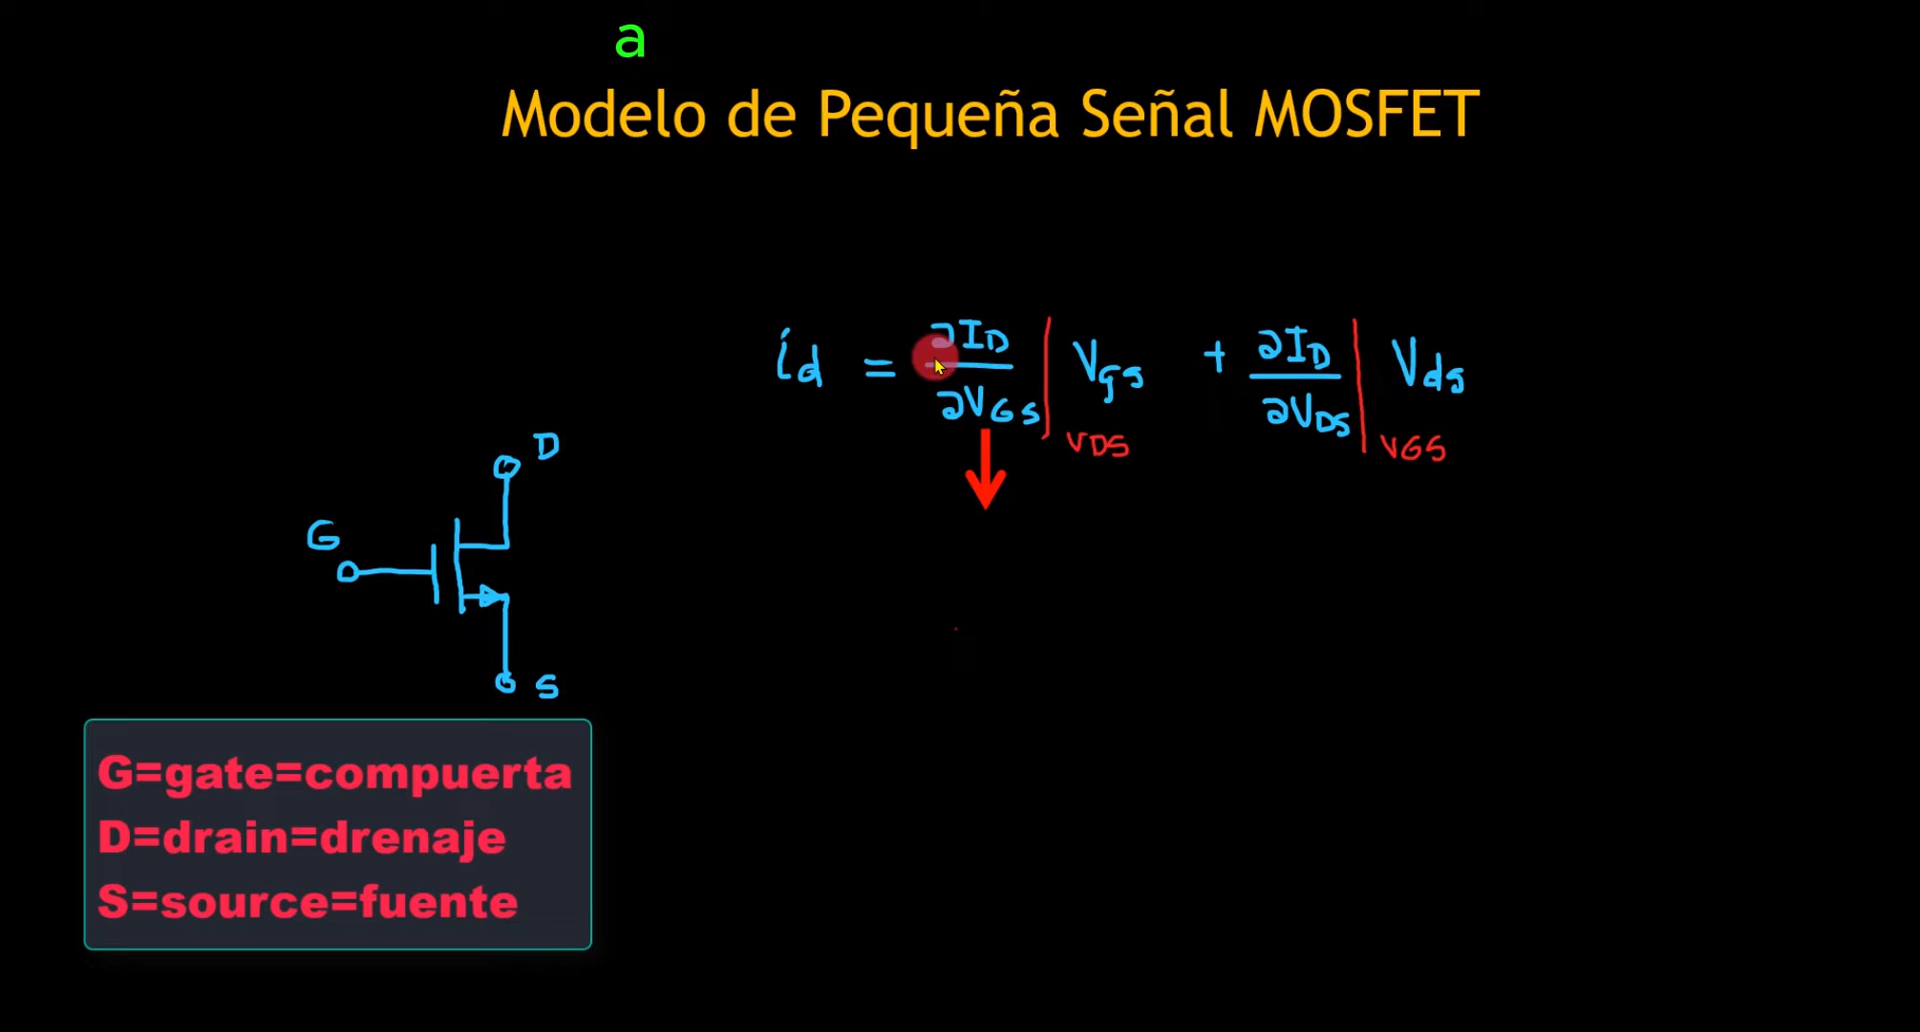 a
Modelo de Pequeña Señal MOSFET
id = ∂ID/∂VGS | VDS Vgs + ∂ID/∂VDS | VGS Vds
D
G
S
G=gate=compuerta
D=drain=drenaje
S=source=fuente